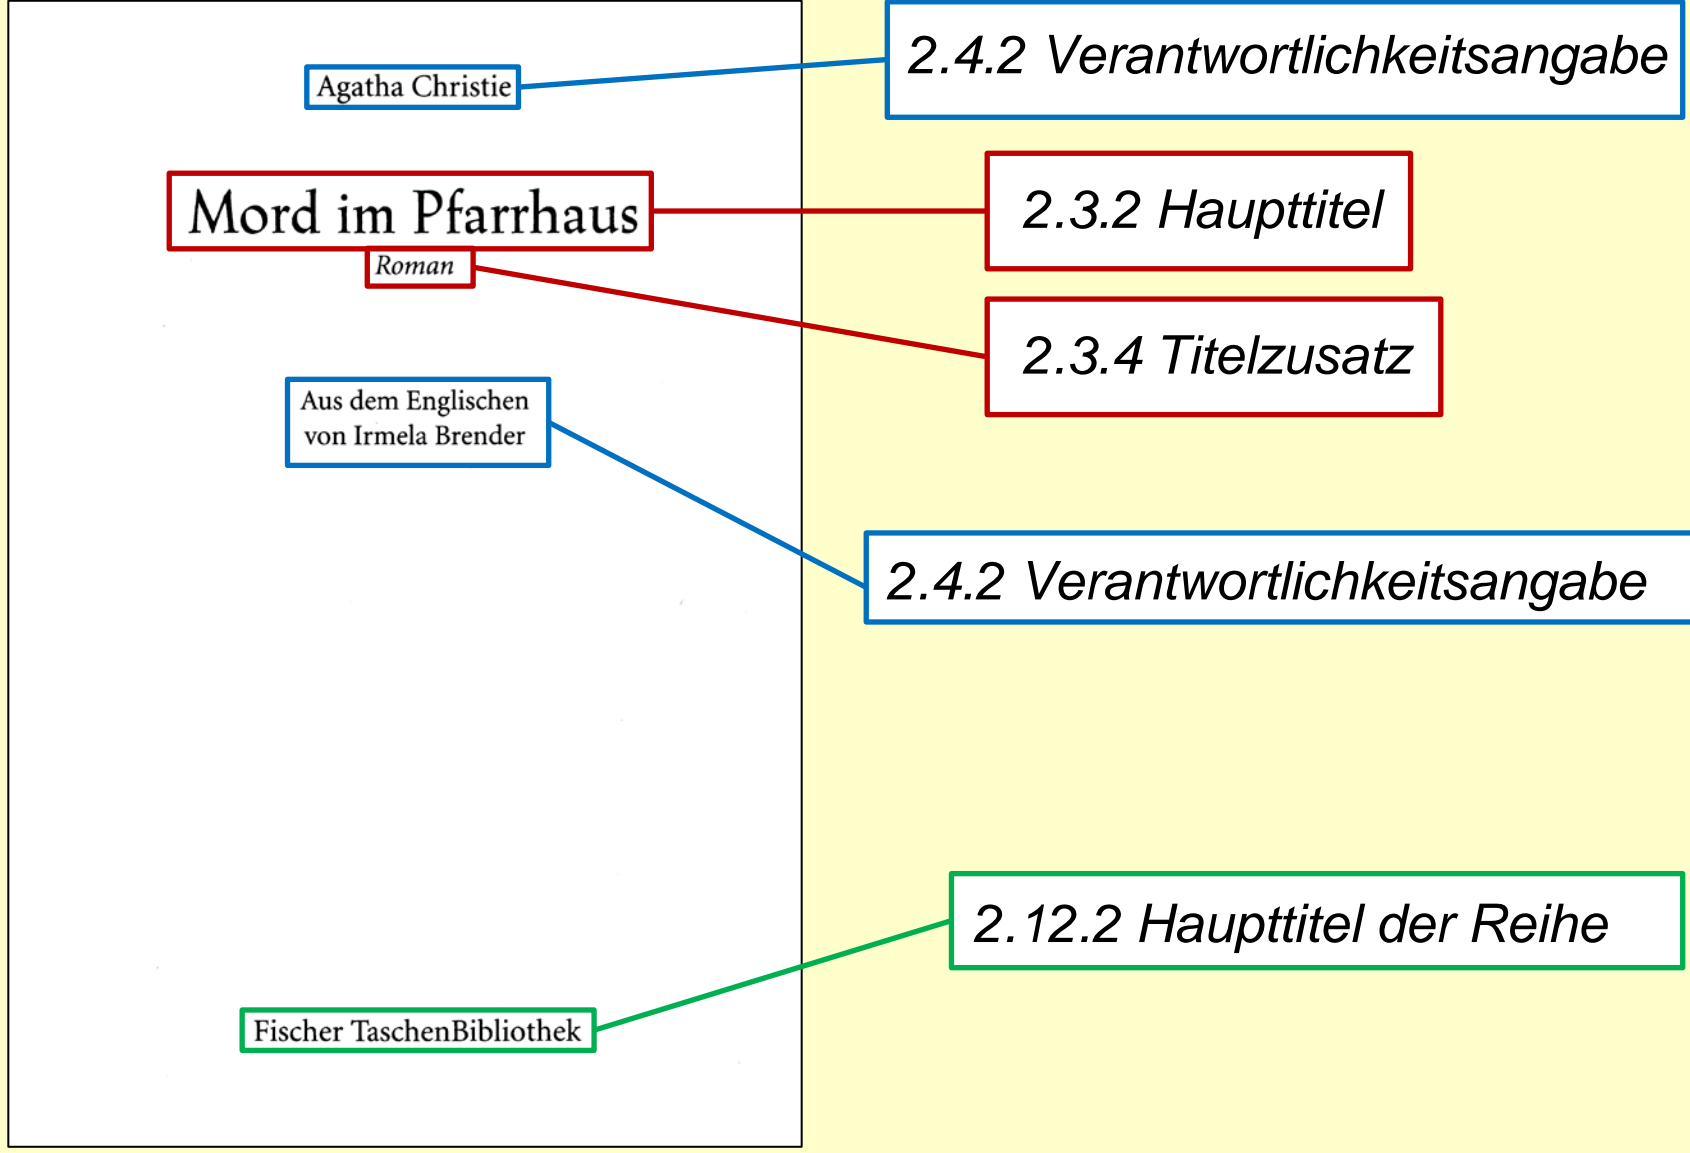 Agatha Christie
2.4.2 Verantwortlichkeitsangabe
Mord im Pfarrhaus
2.3.2 Haupttitel
Roman
2.3.4 Titelzusatz
Aus dem Englischen
von Irmela Brender
2.4.2 Verantwortlichkeitsangabe
2.12.2 Haupttitel der Reihe
Fischer TaschenBibliothek